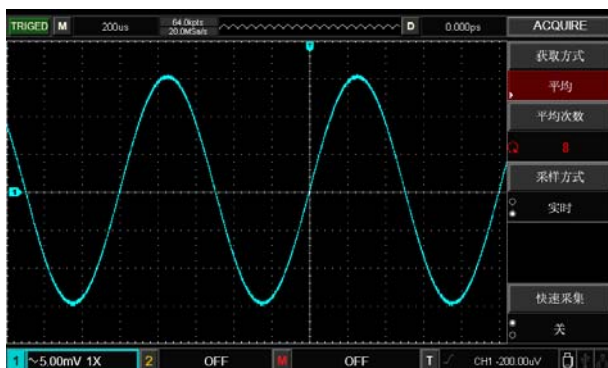 TRIGED M 200us 64.0kpts D 0.000ps ACQUIRE
20.0MSa/s
T
获取方式
平均
平均次数
8
采样方式
实时
快速采集
关
1
1 ~5.00mV 1X 2 OFF M OFF T CH1 -200.00uV